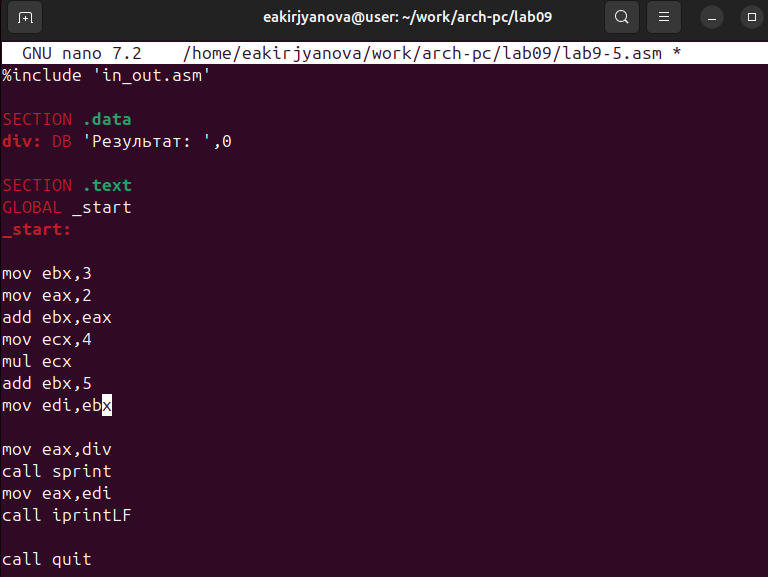 eakirjyanova@user: ~/work/arch-pc/lab09
GNU nano 7.2 /home/eakirjyanova/work/arch-pc/lab09/lab9-5.asm *
%include 'in_out.asm'
SECTION .data
div: DB 'Результат: ',0
SECTION .text
GLOBAL _start
_start:
mov ebx,3
mov eax,2
add ebx,eax
mov ecx,4
mul ecx
add ebx,5
mov edi,ebx
mov eax,div
call sprint
mov eax,edi
call iprintLF
call quit